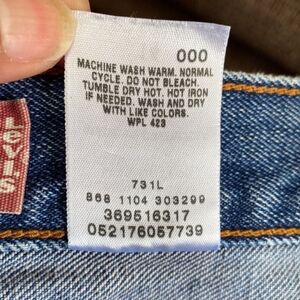 000
MACHINE WASH WARM. NORMAL
CYCLE. DO NOT BLEACH.
TUMBLE DRY HOT. HOT IRON
IF NEEDED. WASH AND DRY
WITH LIKE COLORS.
WPL 423
731L
868 1104 303299
369516317
052176057739
LEVI'S